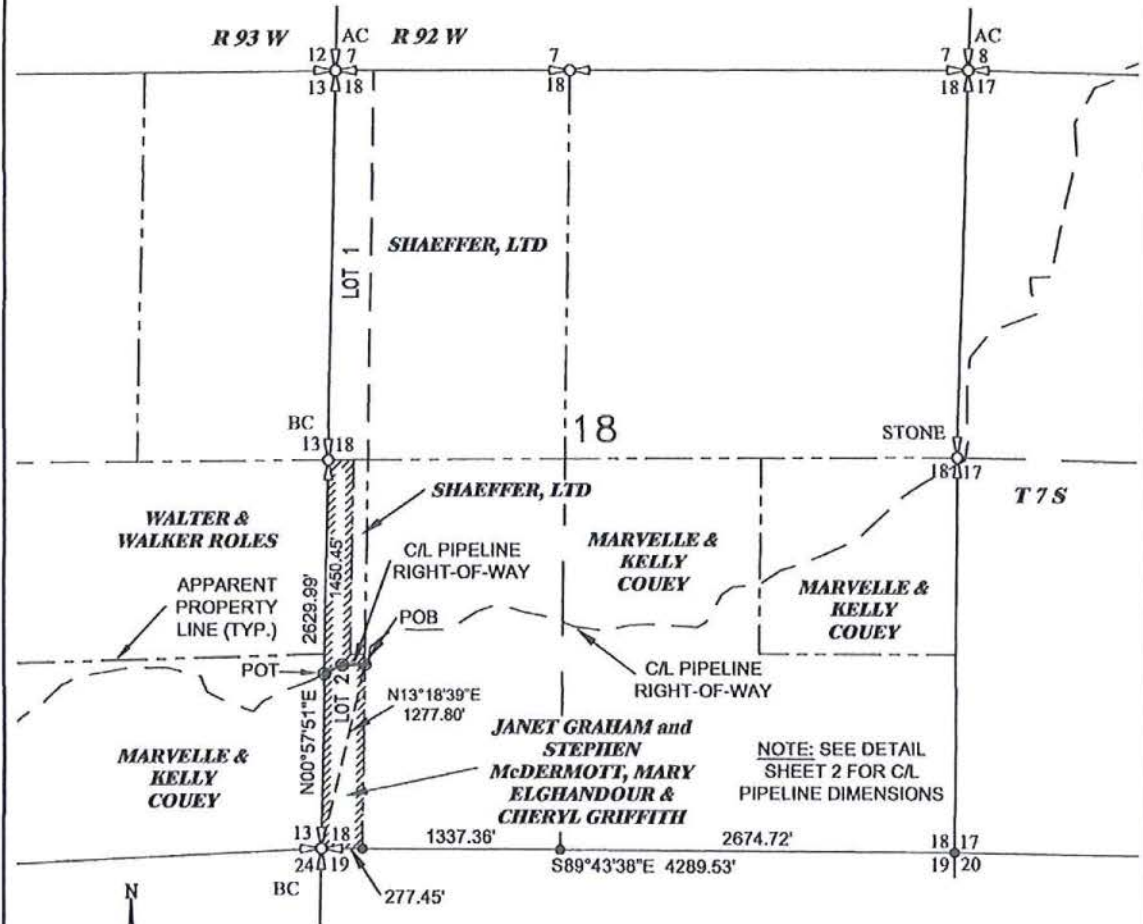 R 93 W
AC
R 92 W
12
7
13
18
7
18
AC
7
8
18
17
LOT 1
SHAEFFER, LTD
BC
13
18
18
STONE
18
17
T 7 S
SHAEFFER, LTD
WALTER &
WALKER ROLES
C/L PIPELINE
RIGHT-OF-WAY
MARVELLE &
KELLY
COUEY
MARVELLE &
KELLY
COUEY
APPARENT
PROPERTY
LINE (TYP.)
2629.99'
1450.45'
POB
POT
LOT 2
C/L PIPELINE
RIGHT-OF-WAY
N00°57'51"E
N13°18'39"E
1277.80'
JANET GRAHAM and
STEPHEN
McDERMOTT, MARY
ELGHANDOUR &
CHERYL GRIFFITH
NOTE: SEE DETAIL
SHEET 2 FOR C/L
PIPELINE DIMENSIONS
MARVELLE &
KELLY
COUEY
13
18
24
19
BC
1337.36'
2674.72'
S89°43'38"E 4289.53'
277.45'
18
17
19
20
N